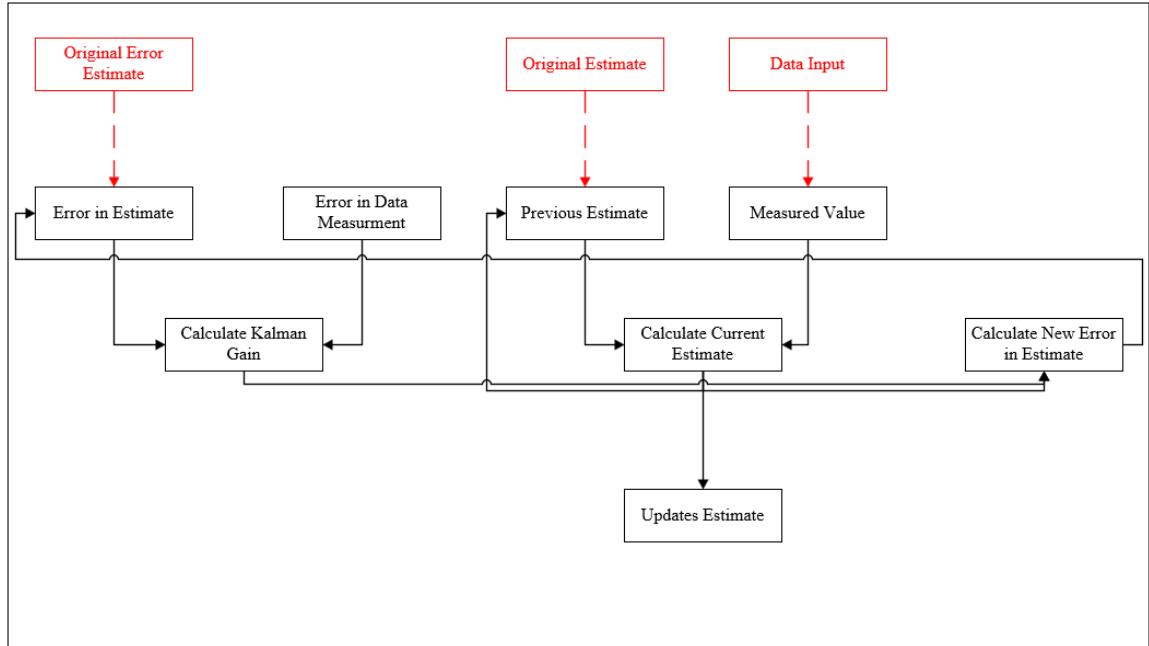 Original Error
Estimate
Original Estimate
Data Input
Error in Estimate
Error in Data
Measurment
Previous Estimate
Measured Value
Calculate Kalman
Gain
Calculate Current
Estimate
Calculate New Error
in Estimate
Updates Estimate